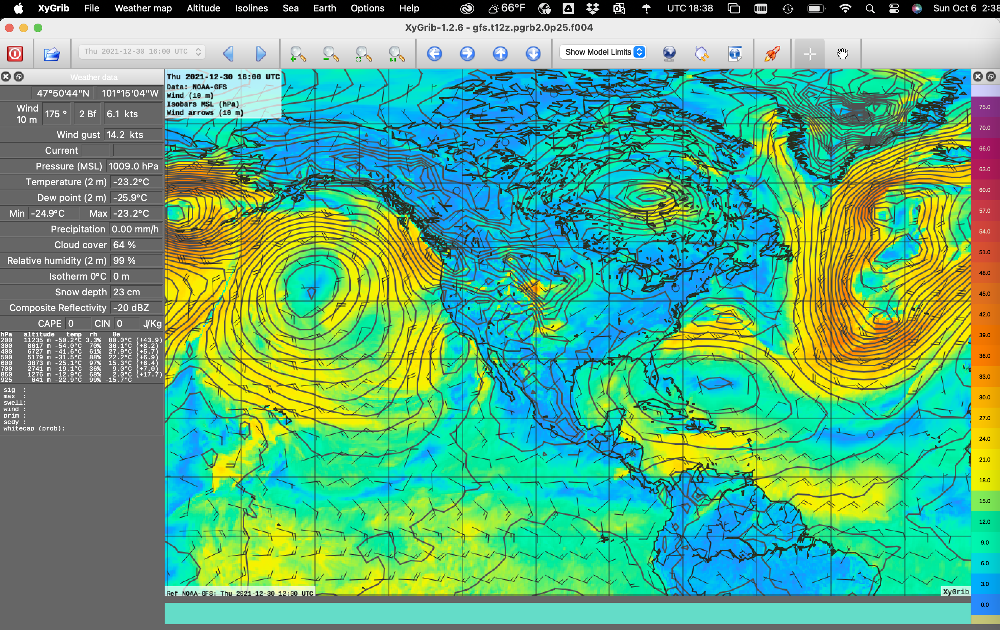 XyGrib File Weather map Altitude Isolines Sea Earth Options Help 66°F UTC 18:38 Sun Oct 6 2:38
XyGrib-1.2.6 - gfs.t12z.pgrb2.0p25.f004
Thu 2021-12-30 16:00 UTC
1:1
Show Model Limits
Weather data
47°50'44"N 101°15'04"W
Wind 10 m 175 ° 2 Bf 6.1 kts
Wind gust 14.2 kts
Current
Pressure (MSL) 1009.0 hPa
Temperature (2 m) -23.2°C
Dew point (2 m) -25.9°C
Min -24.9°C Max -23.2°C
Precipitation 0.00 mm/h
Cloud cover 64 %
Relative humidity (2 m) 99 %
Isotherm 0°C 0 m
Snow depth 23 cm
Composite Reflectivity -20 dBZ
CAPE 0 CIN 0 J/Kg
hPa altitude temp rh θe
200 11235 m -50.2°C 3.3% 80.0°C (+43.9)
300 8617 m -54.0°C 70% 36.1°C (+8.2)
400 6727 m -41.6°C 61% 27.9°C (+5.7)
500 5179 m -31.5°C 88% 22.2°C (+6.9)
600 3873 m -25.1°C 97% 15.3°C (+6.4)
700 2741 m -19.1°C 36% 9.0°C (+7.0)
850 1276 m -12.9°C 68% 2.0°C (+17.7)
925 641 m -22.9°C 99% -15.7°C
sig :
max :
swell:
wind :
prim :
scdy :
whitecap (prob):
Thu 2021-12-30 16:00 UTC
Data: NOAA-GFS
Wind (10 m)
Isobars MSL (hPa)
Wind arrows (10 m)
Ref NOAA-GFS: Thu 2021-12-30 12:00 UTC
XyGrib
75.0
70.0
66.0
63.0
60.0
57.0
54.0
51.0
48.0
45.0
42.0
39.0
36.0
33.0
30.0
27.0
24.0
21.0
18.0
15.0
12.0
9.0
6.0
3.0
0.0